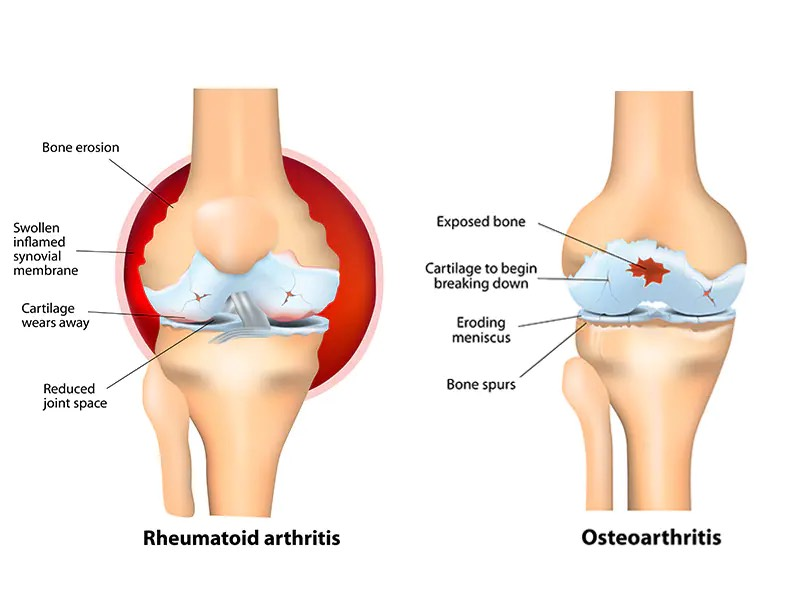 Bone erosion
Swollen
inflamed
synovial
membrane
Cartilage
wears away
Reduced
joint space
Rheumatoid arthritis
Exposed bone
Cartilage to begin
breaking down
Eroding
meniscus
Bone spurs
Osteoarthritis